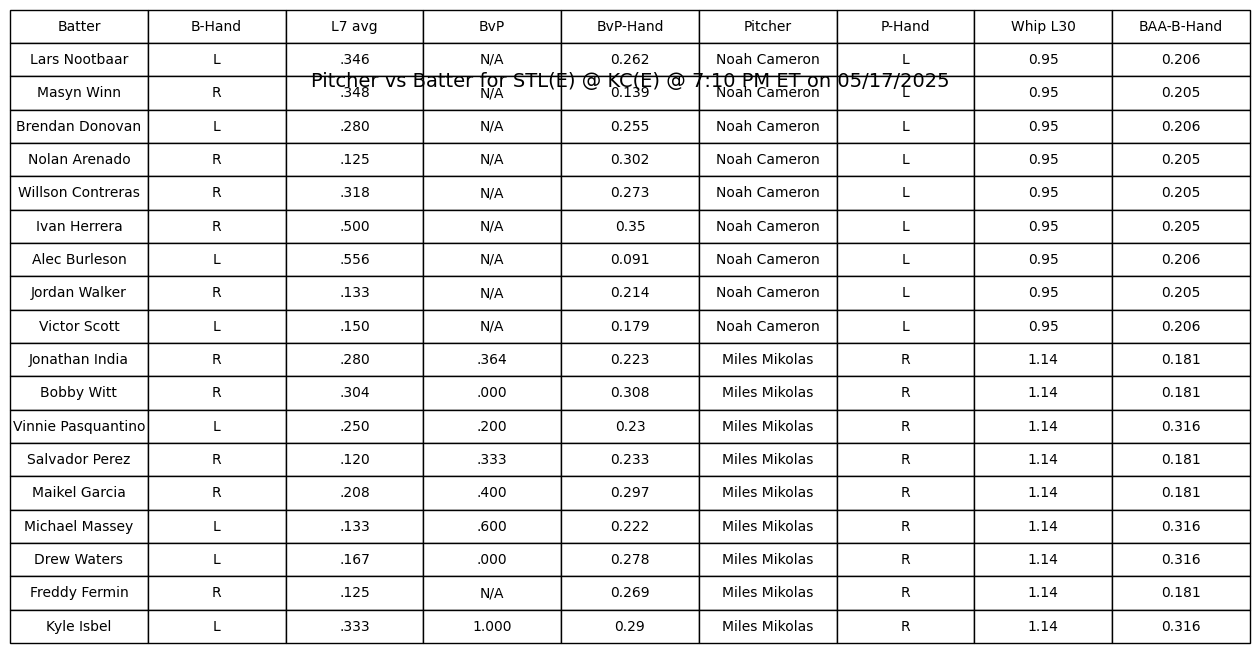 Batter B-Hand L7 avg BvP BvP-Hand Pitcher P-Hand Whip L30 BAA-B-Hand
Lars Nootbaar L .346 N/A 0.262 Noah Cameron L 0.95 0.206
Pitcher vs Batter for STL(E) @ KC(E) @ 7:10 PM ET on 05/17/2025
Masyn Winn R .348 N/A 0.139 Noah Cameron L 0.95 0.205
Brendan Donovan L .280 N/A 0.255 Noah Cameron L 0.95 0.206
Nolan Arenado R .125 N/A 0.302 Noah Cameron L 0.95 0.205
Willson Contreras R .318 N/A 0.273 Noah Cameron L 0.95 0.205
Ivan Herrera R .500 N/A 0.35 Noah Cameron L 0.95 0.205
Alec Burleson L .556 N/A 0.091 Noah Cameron L 0.95 0.206
Jordan Walker R .133 N/A 0.214 Noah Cameron L 0.95 0.205
Victor Scott L .150 N/A 0.179 Noah Cameron L 0.95 0.206
Jonathan India R .280 .364 0.223 Miles Mikolas R 1.14 0.181
Bobby Witt R .304 .000 0.308 Miles Mikolas R 1.14 0.181
Vinnie Pasquantino L .250 .200 0.23 Miles Mikolas R 1.14 0.316
Salvador Perez R .120 .333 0.233 Miles Mikolas R 1.14 0.181
Maikel Garcia R .208 .400 0.297 Miles Mikolas R 1.14 0.181
Michael Massey L .133 .600 0.222 Miles Mikolas R 1.14 0.316
Drew Waters L .167 .000 0.278 Miles Mikolas R 1.14 0.316
Freddy Fermin R .125 N/A 0.269 Miles Mikolas R 1.14 0.181
Kyle Isbel L .333 1.000 0.29 Miles Mikolas R 1.14 0.316